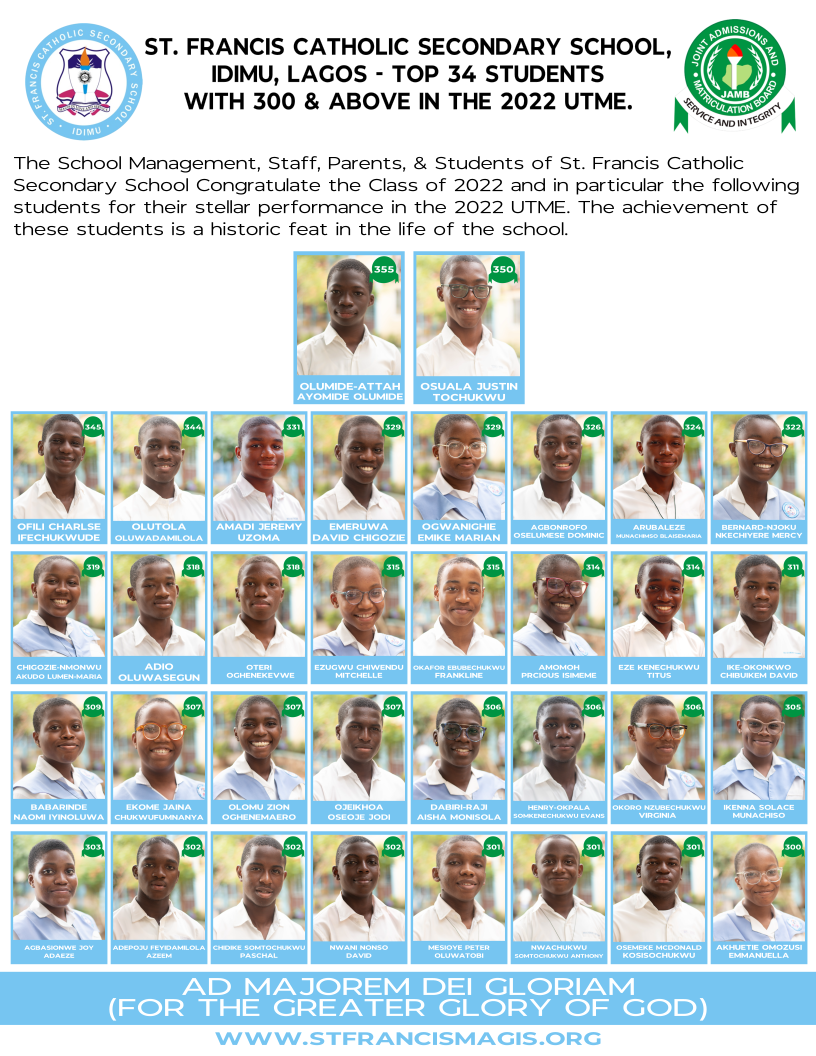 ST. FRANCIS CATHOLIC SECONDARY SCHOOL
IDIMU
ST. FRANCIS CATHOLIC SECONDARY SCHOOL,
IDIMU, LAGOS - TOP 34 STUDENTS
WITH 300 & ABOVE IN THE 2022 UTME.
JOINT ADMISSIONS AND
MATRICULATION BOARD
JAMB
SERVICE AND INTEGRITY
The School Management, Staff, Parents, & Students of St. Francis Catholic
Secondary School Congratulate the Class of 2022 and in particular the following
students for their stellar performance in the 2022 UTME. The achievement of
these students is a historic feat in the life of the school.
355
OLUMIDE-ATTAH
AYOMIDE OLUMIDE
350
OSUALA JUSTIN
TOCHUKWU
345
OFILI CHARLSE
IFECHUKWUDE
344
OLUTOLA
OLUWADAMILOLA
331
AMADI JEREMY
UZOMA
329
EMERUWA
DAVID CHIGOZIE
329
OGWANIGHIE
EMIKE MARIAN
326
AGBONROFO
OSELUMESE DOMINIC
324
ARUBALEZE
MUNACHIMSO BLAISEMARIA
322
BERNARD-NJOKU
NKECHIYERE MERCY
319
CHIGOZIE-NMONWU
AKUDO LUMEN-MARIA
318
ADIO
OLUWASEGUN
318
OTERI
OGHENEKEVWE
315
EZUGWU CHIWENDU
MITCHELLE
315
OKAFOR EBUBECHUKWU
FRANKLINE
314
AMOMOH
PRCIOUS ISIMEME
314
EZE KENECHUKWU
TITUS
311
IKE-OKONKWO
CHIBUIKEM DAVID
309
BABARINDE
NAOMI IYINOLUWA
307
EKOME JAINA
CHUKWUFUMNANYA
307
OLOMU ZION
OGHENEMAERO
307
OJEIKHOA
OSEOJE JODI
306
DABIRI-RAJI
AISHA MONISOLA
306
HENRY-OKPALA
SOMKENECHUKWU EVANS
306
OKORO NZUBECHUKWU
VIRGINIA
305
IKENNA SOLACE
MUNACHISO
303
AGBASIONWE JOY
ADAEZE
302
ADEPOJU FEYIDAMILOLA
AZEEM
302
CHIDIKE SOMTOCHUKWU
PASCHAL
302
NWANI NONSO
DAVID
301
MESIOYE PETER
OLUWATOBI
301
NWACHUKWU
SOMTOCHUKWU ANTHONY
301
OSEMEKE MCDONALD
KOSISOCHUKWU
300
AKHUETIE OMOZUSI
EMMANUELLA
AD MAJOREM DEI GLORIAM
(FOR THE GREATER GLORY OF GOD)
WWW.STFRANCISMAGIS.ORG